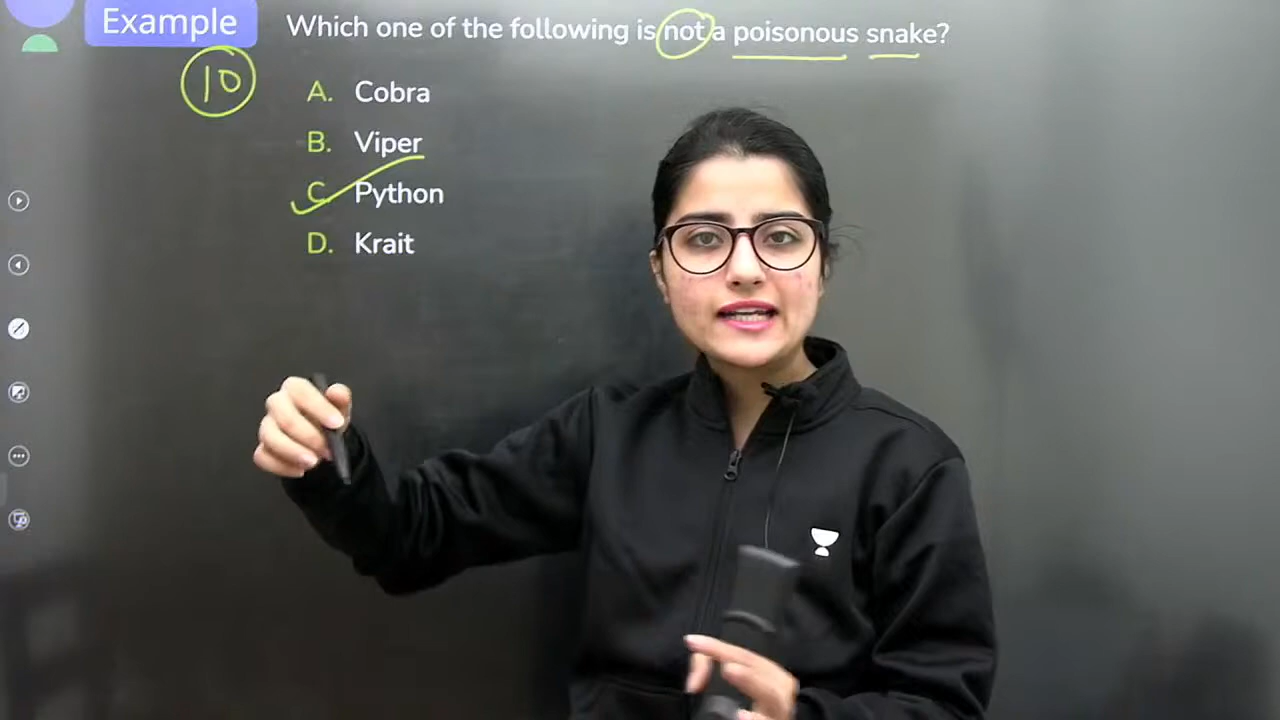 Example
Which one of the following is not a poisonous snake?
10
A. Cobra
B. Viper
C. Python
D. Krait